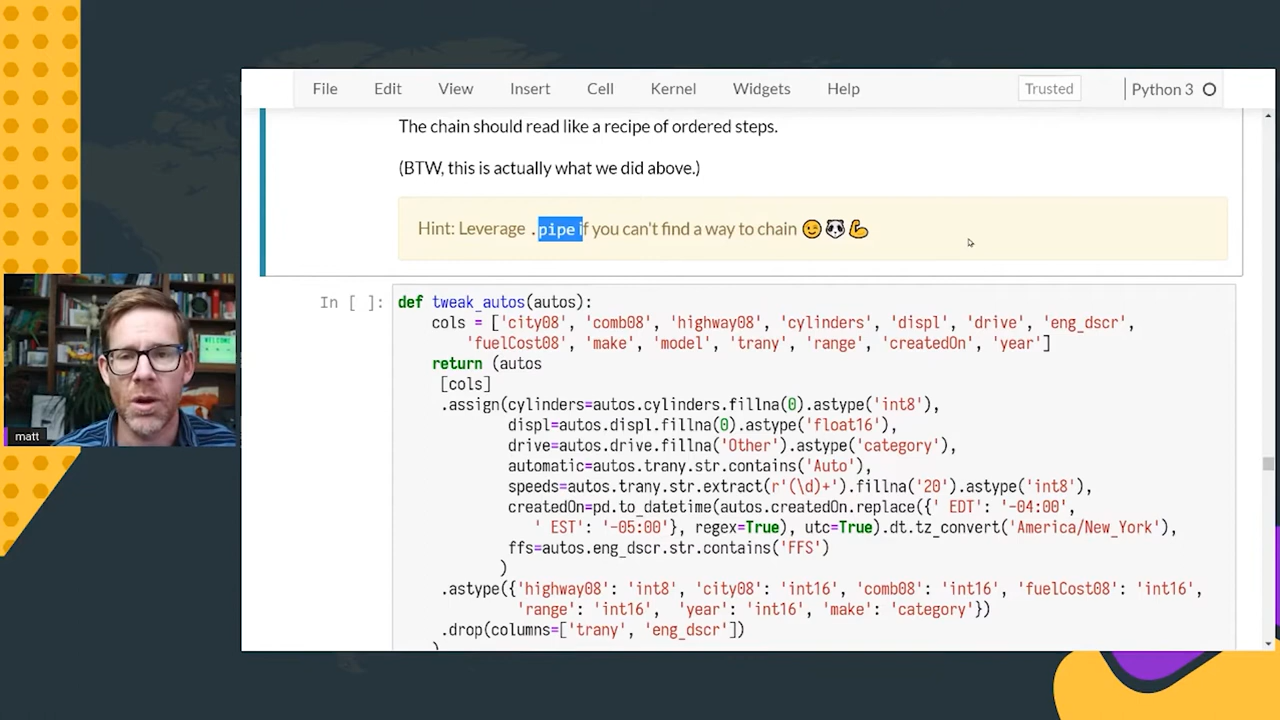 File Edit View Insert Cell Kernel Widgets Help Trusted Python 3
The chain should read like a recipe of ordered steps.
(BTW, this is actually what we did above.)
Hint: Leverage .pipe if you can't find a way to chain 😉🐼💪
In [ ]:
def tweak_autos(autos):
cols = ['city08', 'comb08', 'highway08', 'cylinders', 'displ', 'drive', 'eng_dscr',
'fuelCost08', 'make', 'model', 'trany', 'range', 'createdOn', 'year']
return (autos
[cols]
.assign(cylinders=autos.cylinders.fillna(0).astype('int8'),
displ=autos.displ.fillna(0).astype('float16'),
drive=autos.drive.fillna('Other').astype('category'),
automatic=autos.trany.str.contains('Auto'),
speeds=autos.trany.str.extract(r'(\d)+').fillna('20').astype('int8'),
createdOn=pd.to_datetime(autos.createdOn.replace({' EDT': '-04:00',
' EST': '-05:00'}, regex=True), utc=True).dt.tz_convert('America/New_York'),
ffs=autos.eng_dscr.str.contains('FFS')
)
.astype({'highway08': 'int8', 'city08': 'int16', 'comb08': 'int16', 'fuelCost08': 'int16',
'range': 'int16', 'year': 'int16', 'make': 'category'})
.drop(columns=['trany', 'eng_dscr'])
)
WELCOME
matt